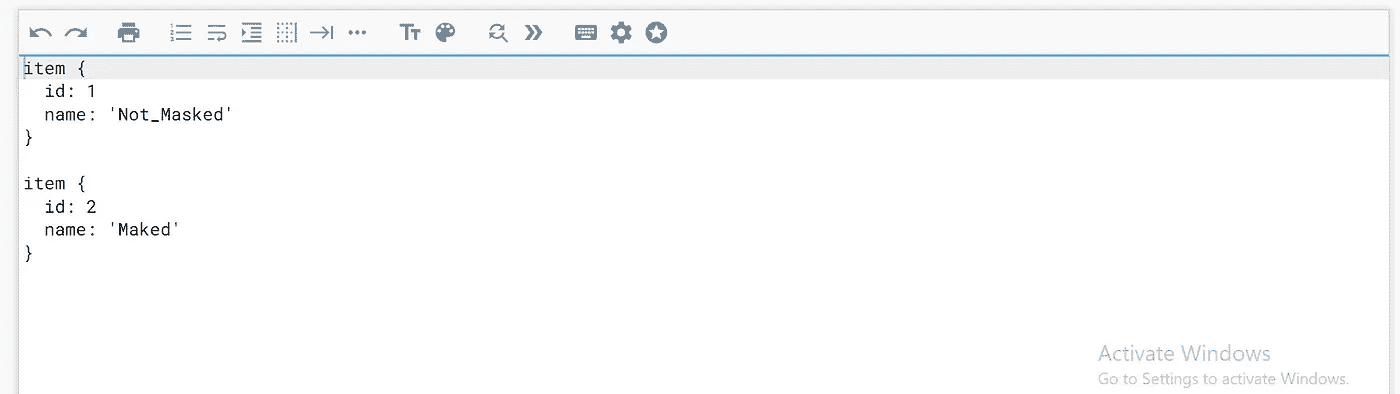 item {
  id: 1
  name: 'Not_Masked'
}
item {
  id: 2
  name: 'Maked'
}
Activate Windows
Go to Settings to activate Windows.